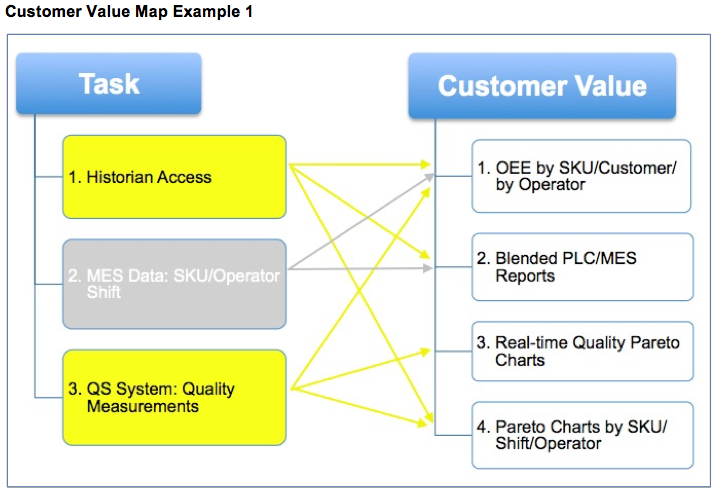 Customer Value Map Example 1
Task
Customer Value
1. Historian Access
2. MES Data: SKU/Operator
Shift
3. QS System: Quality
Measurements
1. OEE by SKU/Customer/
by Operator
2. Blended PLC/MES
Reports
3. Real-time Quality Pareto
Charts
4. Pareto Charts by SKU/
Shift/Operator